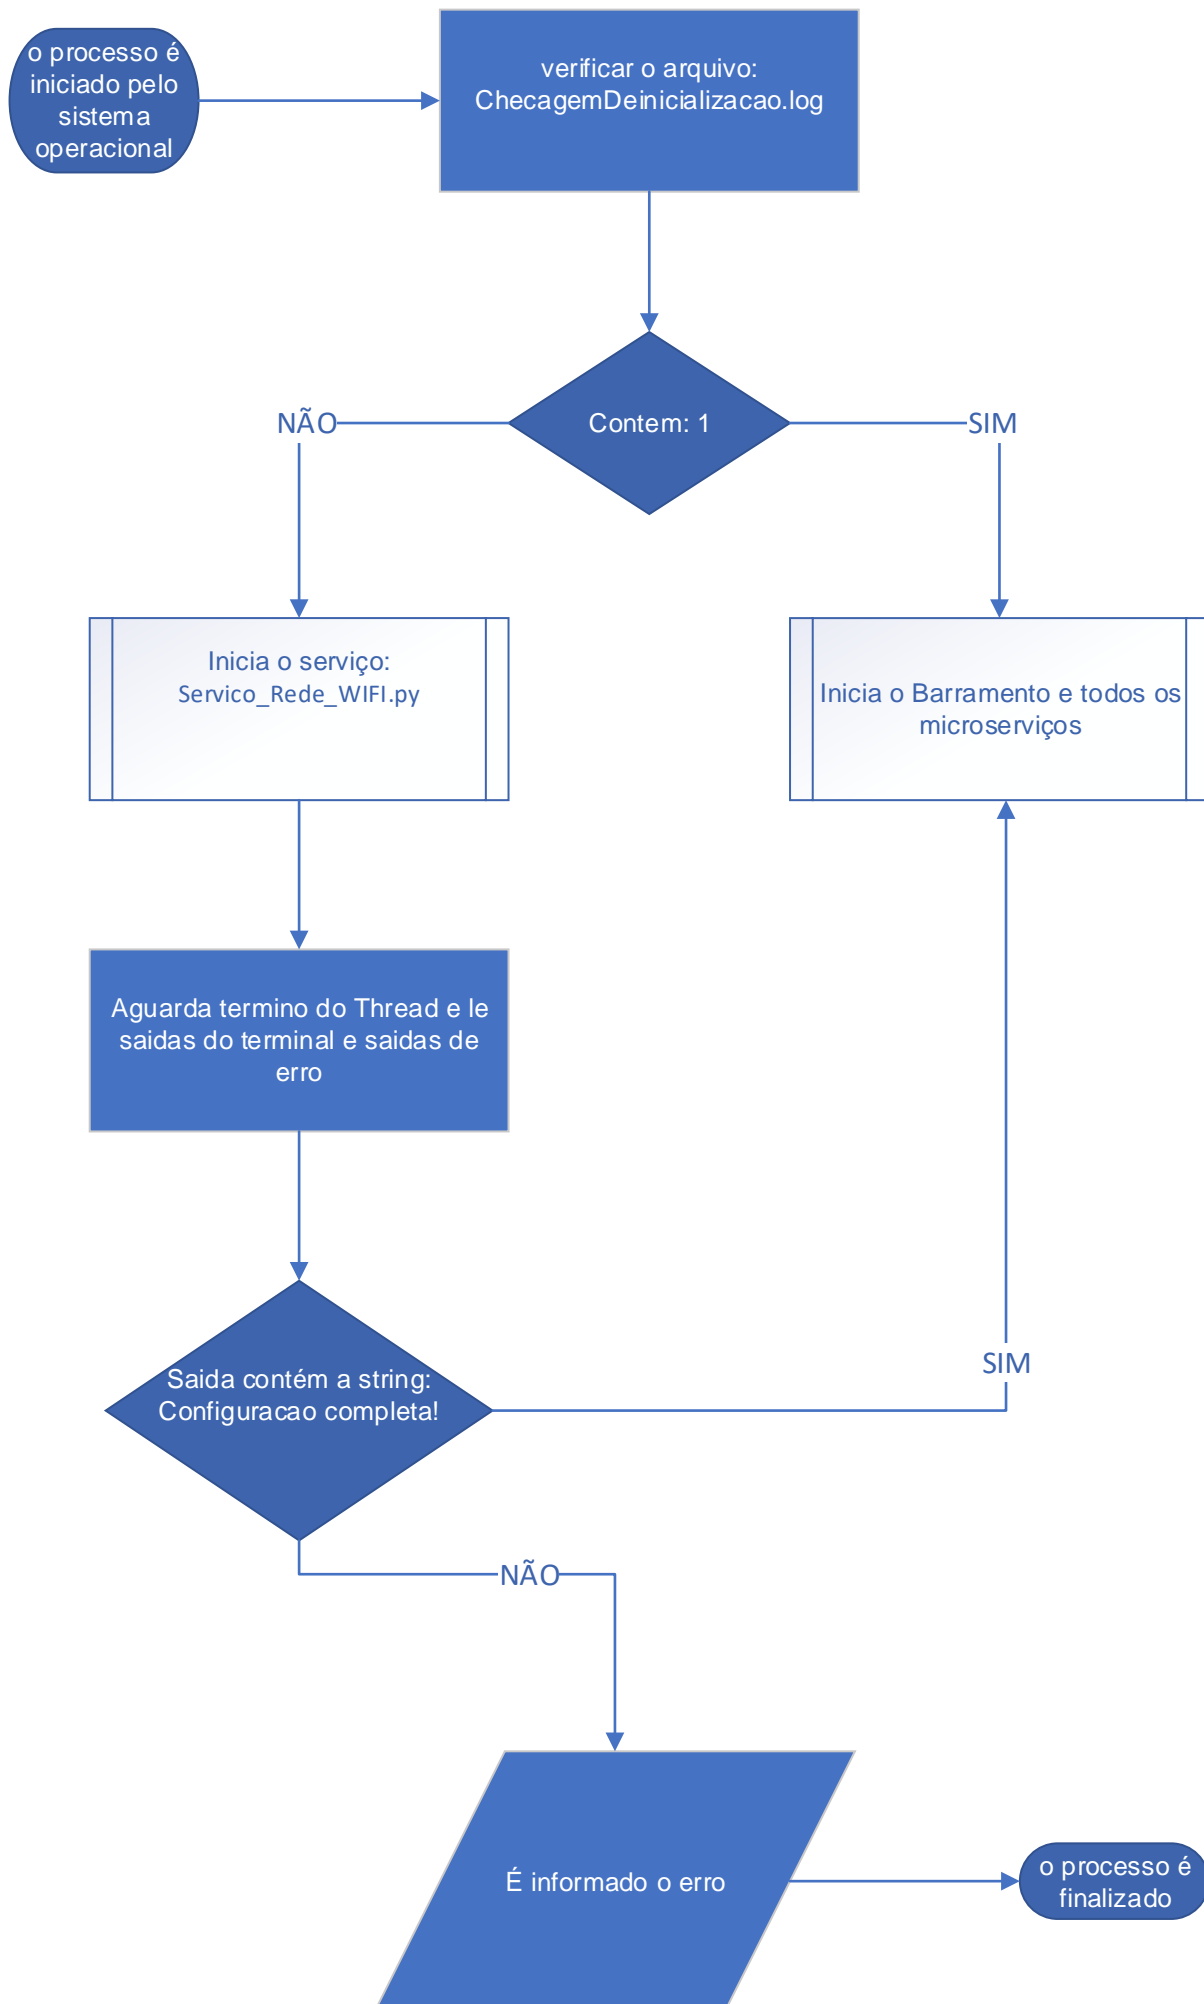 o processo é
iniciado pelo
sistema
operacional
verificar o arquivo:
ChecagemDeinicializacao.log
Contem: 1
NÃO
SIM
Inicia o serviço:
Servico_Rede_WIFI.py
Inicia o Barramento e todos os
microserviços
Aguarda termino do Thread e le
saidas do terminal e saidas de
erro
Saida contém a string:
Configuracao completa!
SIM
NÃO
É informado o erro
o processo é
finalizado